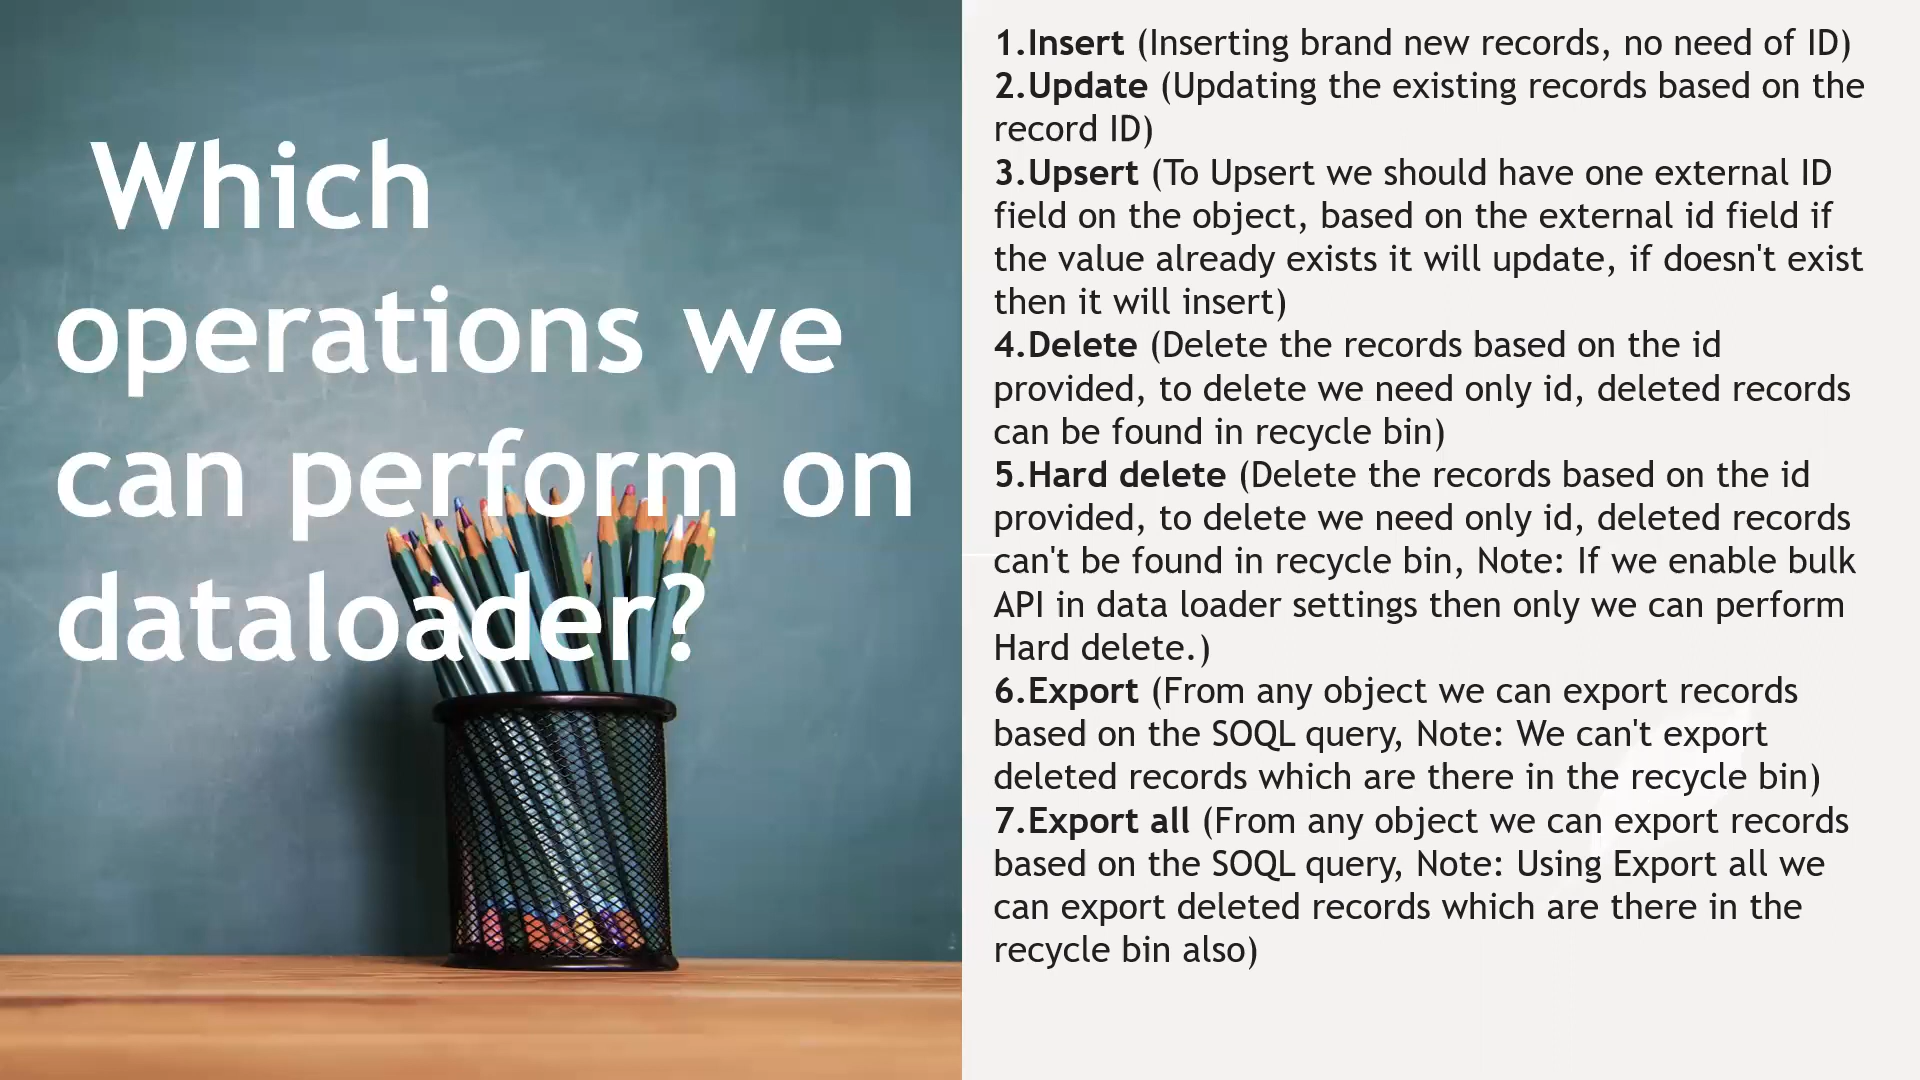 Which
operations we
can perform on
dataloader?
1.Insert (Inserting brand new records, no need of ID)
2.Update (Updating the existing records based on the
record ID)
3.Upsert (To Upsert we should have one external ID
field on the object, based on the external id field if
the value already exists it will update, if doesn't exist
then it will insert)
4.Delete (Delete the records based on the id
provided, to delete we need only id, deleted records
can be found in recycle bin)
5.Hard delete (Delete the records based on the id
provided, to delete we need only id, deleted records
can't be found in recycle bin, Note: If we enable bulk
API in data loader settings then only we can perform
Hard delete.)
6.Export (From any object we can export records
based on the SOQL query, Note: We can't export
deleted records which are there in the recycle bin)
7.Export all (From any object we can export records
based on the SOQL query, Note: Using Export all we
can export deleted records which are there in the
recycle bin also)